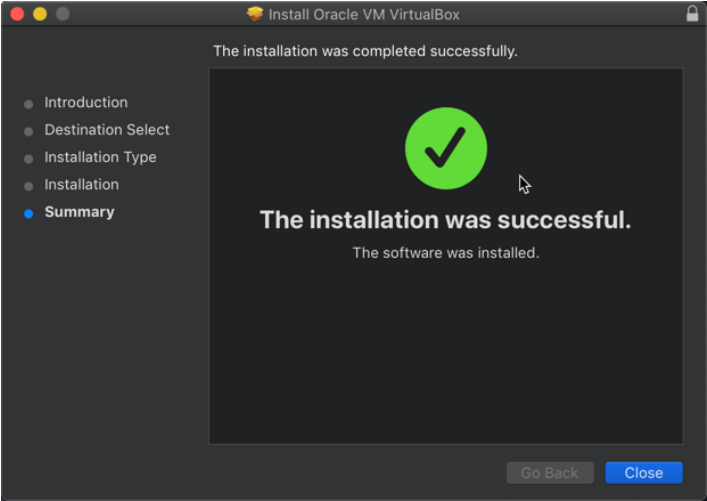 Install Oracle VM VirtualBox
The installation was completed successfully.
Introduction
Destination Select
Installation Type
Installation
Summary
The installation was successful.
The software was installed.
Go Back
Close